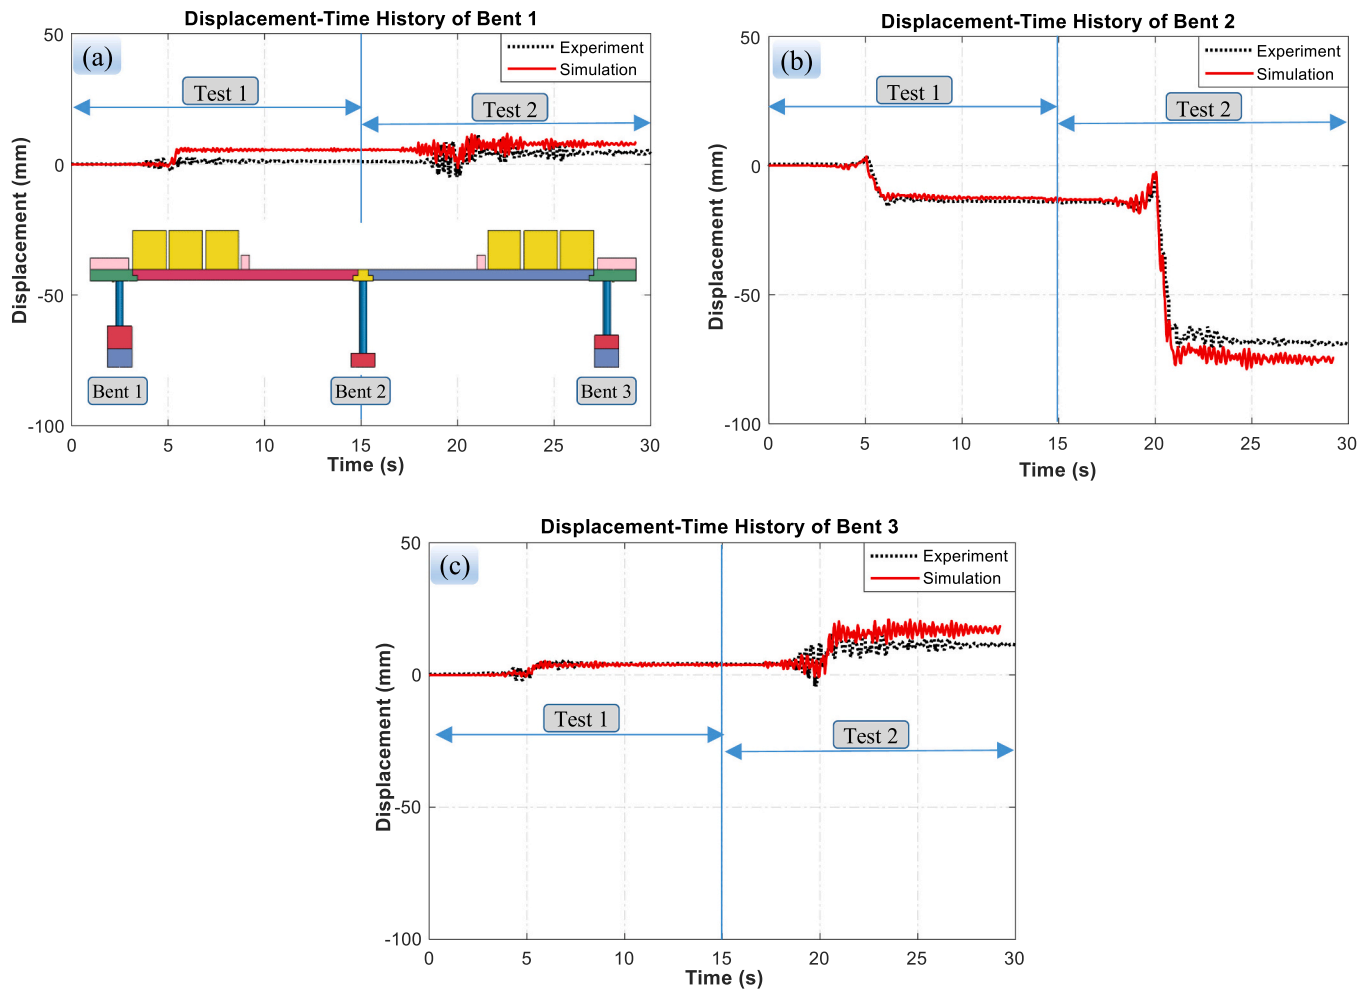 Displacement-Time History of Bent 1
(a)
Experiment
Simulation
Test 1
Test 2
50
0
-50
-100
Displacement (mm)
Bent 1
Bent 2
Bent 3
0 5 10 15 20 25 30
Time (s)
Displacement-Time History of Bent 2
(b)
Experiment
Simulation
Test 1
Test 2
50
0
-50
-100
Displacement (mm)
0 5 10 15 20 25 30
Time (s)
Displacement-Time History of Bent 3
(c)
Experiment
Simulation
Test 1
Test 2
50
0
-50
-100
Displacement (mm)
0 5 10 15 20 25 30
Time (s)